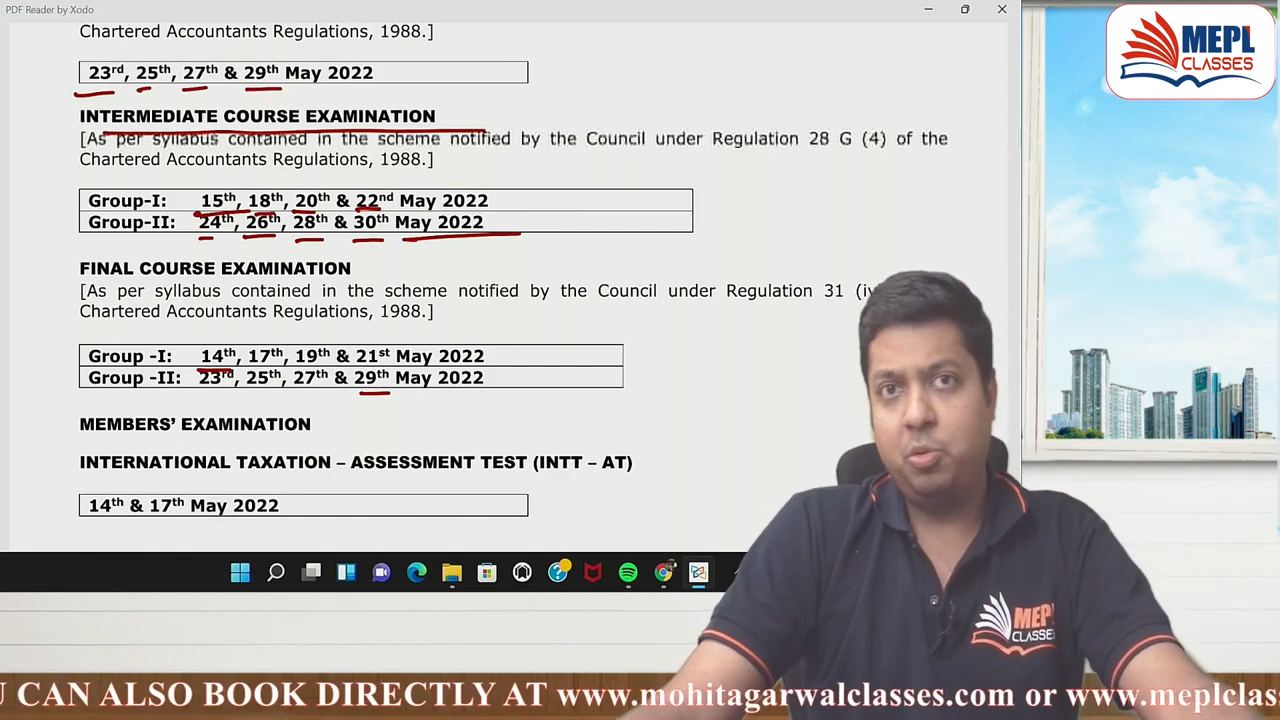 PDF Reader by Xodo
Chartered Accountants Regulations, 1988.]
23rd, 25th, 27th & 29th May 2022
INTERMEDIATE COURSE EXAMINATION
[As per syllabus contained in the scheme notified by the Council under Regulation 28 G (4) of the
Chartered Accountants Regulations, 1988.]
Group-I: 15th, 18th, 20th & 22nd May 2022
Group-II: 24th, 26th, 28th & 30th May 2022
FINAL COURSE EXAMINATION
[As per syllabus contained in the scheme notified by the Council under Regulation 31 (iv
Chartered Accountants Regulations, 1988.]
Group -I: 14th, 17th, 19th & 21st May 2022
Group -II: 23rd, 25th, 27th & 29th May 2022
MEMBERS’ EXAMINATION
INTERNATIONAL TAXATION – ASSESSMENT TEST (INTT – AT)
14th & 17th May 2022
MEPL
CLASSES
MEPL
CLASSES
U CAN ALSO BOOK DIRECTLY AT www.mohitagarwalclasses.com or www.meplclas